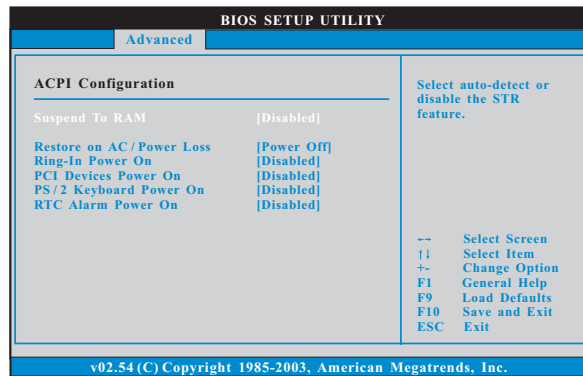 BIOS SETUP UTILITY
Advanced
ACPI Configuration
Suspend To RAM [Disabled]
Restore on AC / Power Loss [Power Off]
Ring-In Power On [Disabled]
PCI Devices Power On [Disabled]
PS / 2 Keyboard Power On [Disabled]
RTC Alarm Power On [Disabled]
Select auto-detect or
disable the STR
feature.
←→ Select Screen
↑↓ Select Item
+- Change Option
F1 General Help
F9 Load Defaults
F10 Save and Exit
ESC Exit
v02.54 (C) Copyright 1985-2003, American Megatrends, Inc.